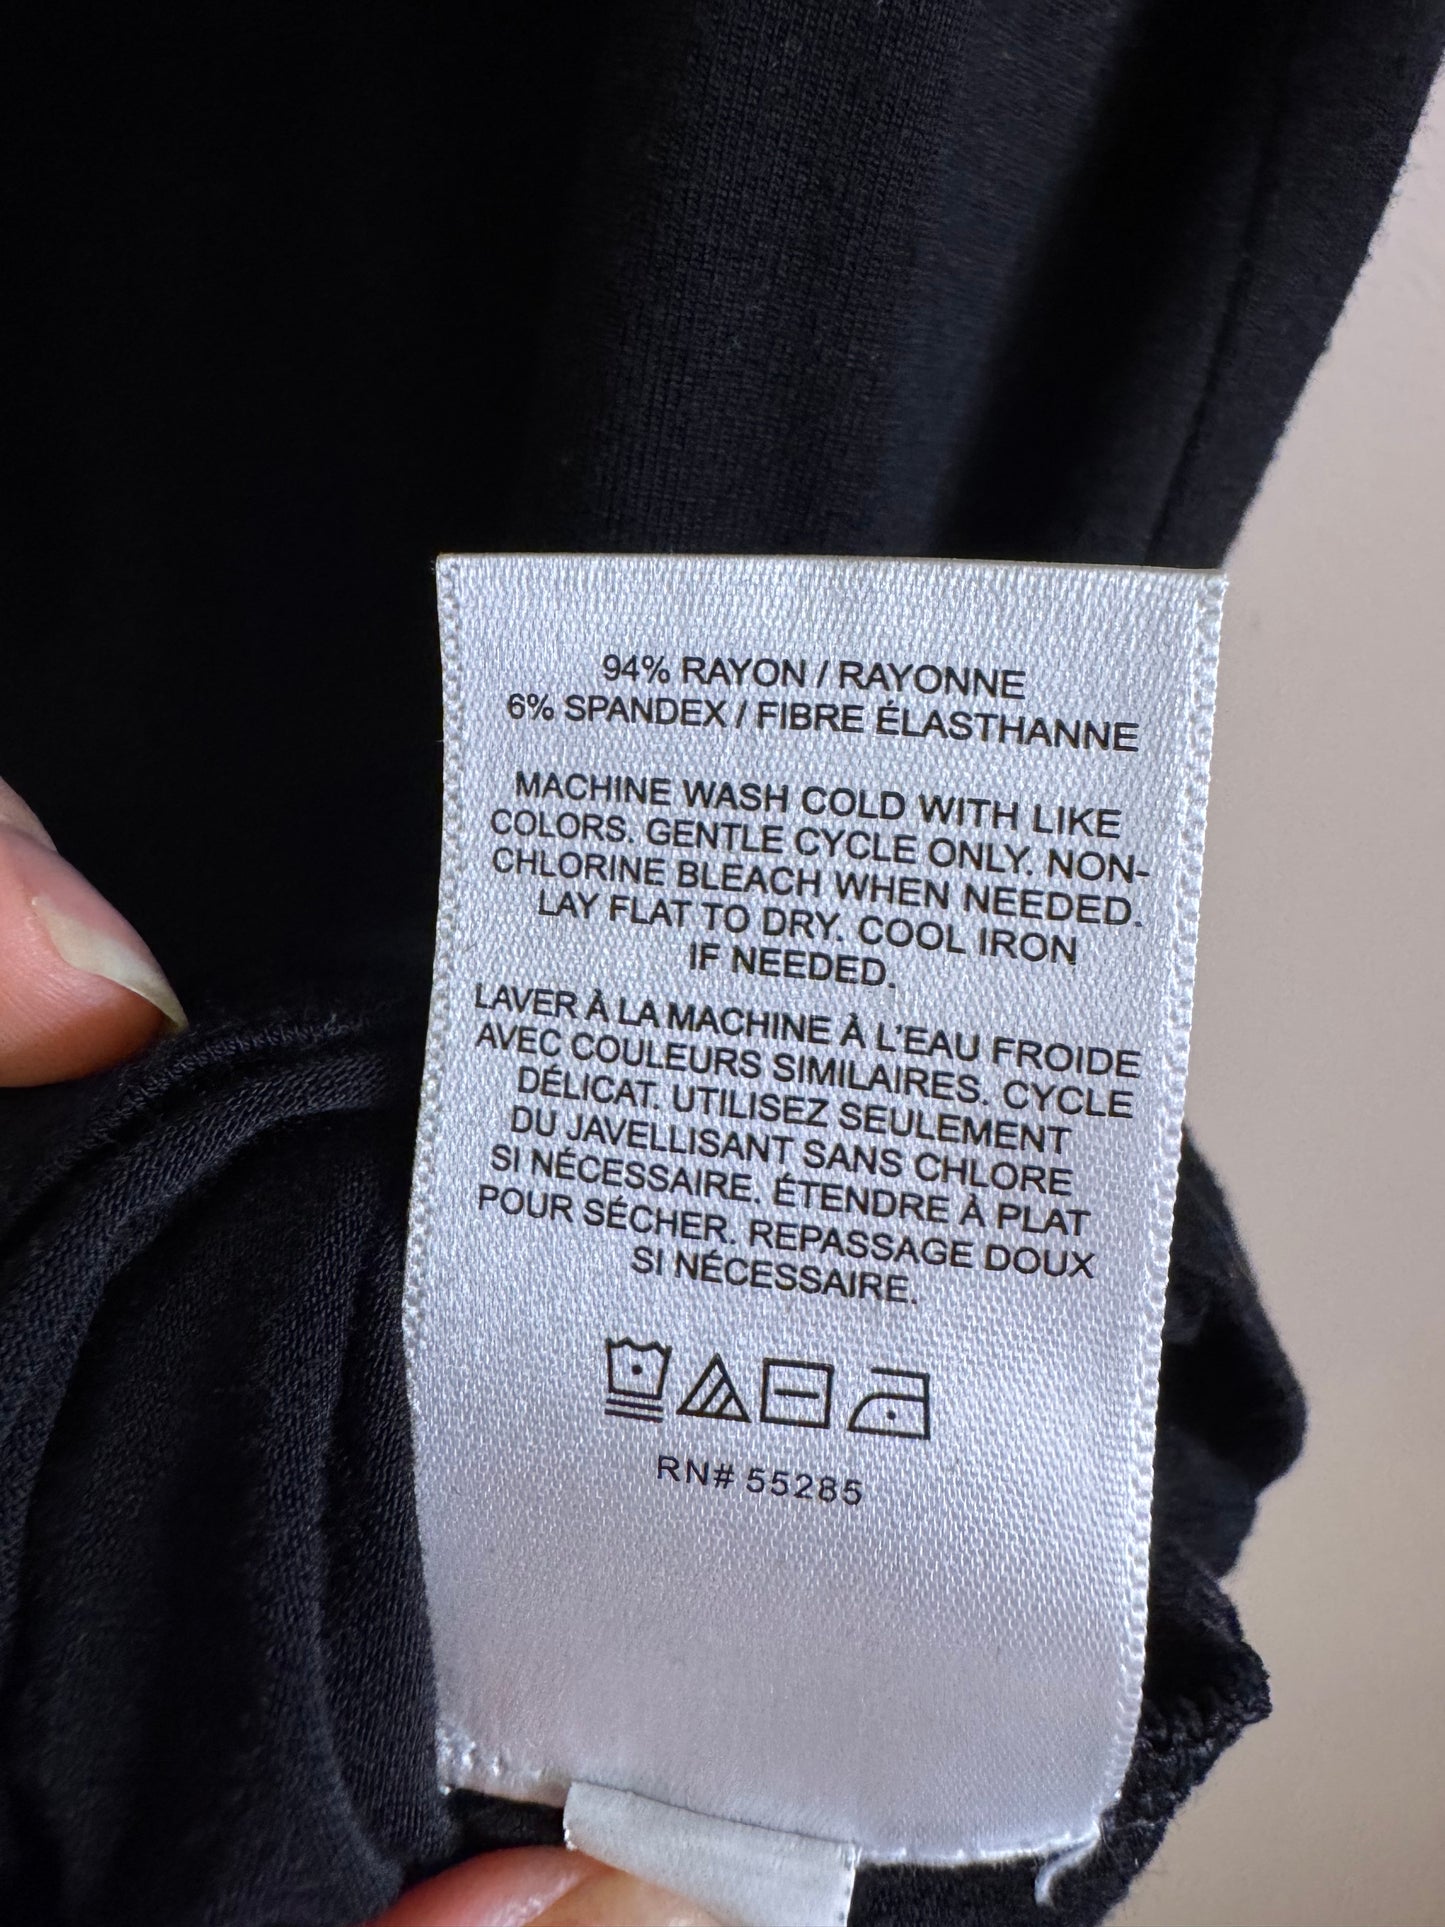 94% RAYON / RAYONNE
6% SPANDEX / FIBRE ÉLASTHANNE
MACHINE WASH COLD WITH LIKE
COLORS. GENTLE CYCLE ONLY. NON-
CHLORINE BLEACH WHEN NEEDED.
LAY FLAT TO DRY. COOL IRON
IF NEEDED.
LAVER À LA MACHINE À L'EAU FROIDE
AVEC COULEURS SIMILAIRES. CYCLE
DÉLICAT. UTILISEZ SEULEMENT
DU JAVELLISANT SANS CHLORE
SI NÉCESSAIRE. ÉTENDRE À PLAT
POUR SÉCHER. REPASSAGE DOUX
SI NÉCESSAIRE.
RN# 55285